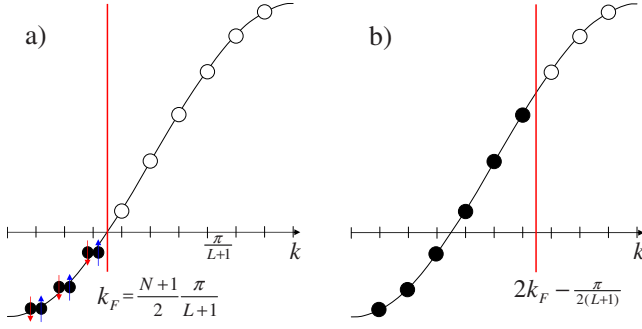 a)
π/(L+1)
k
k_F = (N+1)/2 π/(L+1)
b)
k
2k_F − π/(2(L+1))